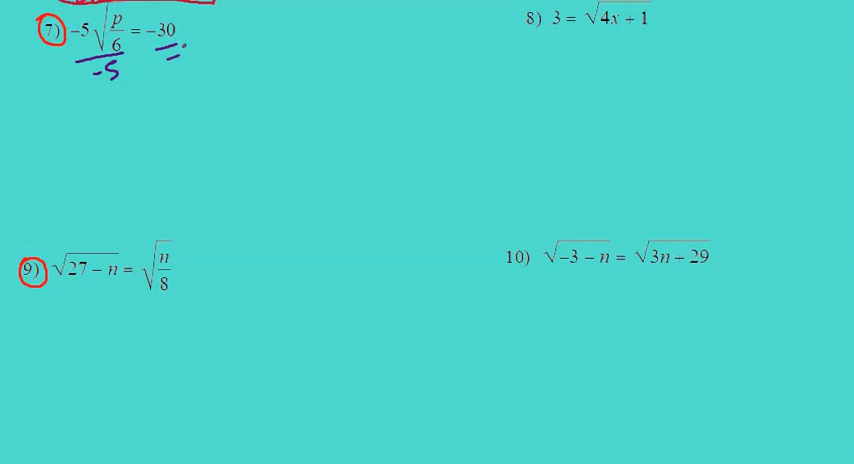 7) -5√(p/6) = -30
-5
8) 3 = √(4x + 1)
9) √(27 - n) = √(n/8)
10) √(-3 - n) = √(3n + 29)